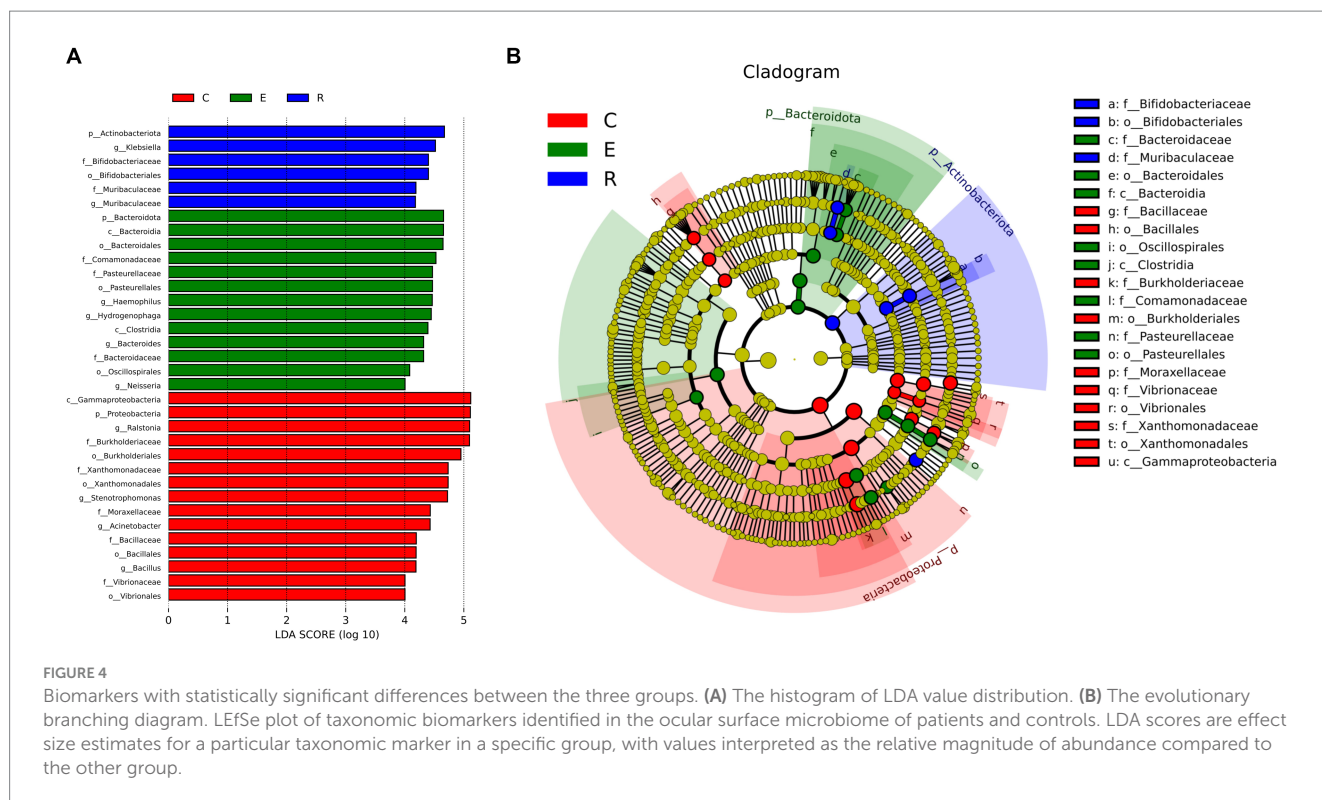 A
C E R
p__Actinobacteriota
g__Klebsiella
f__Bifidobacteriaceae
o__Bifidobacteriales
f__Muribaculaceae
g__Muribaculaceae
p__Bacteroidota
c__Bacteroidia
o__Bacteroidales
f__Comamonadaceae
f__Pasteurellaceae
o__Pasteurellales
g__Haemophilus
g__Hydrogenophaga
c__Clostridia
g__Bacteroides
f__Bacteroidaceae
o__Oscillospirales
g__Neisseria
c__Gammaproteobacteria
p__Proteobacteria
g__Ralstonia
f__Burkholderiaceae
o__Burkholderiales
f__Xanthomonadaceae
o__Xanthomonadales
g__Stenotrophomonas
f__Moraxellaceae
g__Acinetobacter
f__Bacillaceae
o__Bacillales
g__Bacillus
f__Vibrionaceae
o__Vibrionales
0 1 2 3 4 5
LDA SCORE (log 10)
B
Cladogram
C
E
R
p__Bacteroidota
f
e
d c
p__Actinobacteriota
b
a
h
g
j
i
t
s
r
q
p
o
n
u
m
l
k
p__Proteobacteria
a: f__Bifidobacteriaceae
b: o__Bifidobacteriales
c: f__Bacteroidaceae
d: f__Muribaculaceae
e: o__Bacteroidales
f: c__Bacteroidia
g: f__Bacillaceae
h: o__Bacillales
i: o__Oscillospirales
j: c__Clostridia
k: f__Burkholderiaceae
l: f__Comamonadaceae
m: o__Burkholderiales
n: f__Pasteurellaceae
o: o__Pasteurellales
p: f__Moraxellaceae
q: f__Vibrionaceae
r: o__Vibrionales
s: f__Xanthomonadaceae
t: o__Xanthomonadales
u: c__Gammaproteobacteria
FIGURE 4
Biomarkers with statistically significant differences between the three groups. (A) The histogram of LDA value distribution. (B) The evolutionary
branching diagram. LEfSe plot of taxonomic biomarkers identified in the ocular surface microbiome of patients and controls. LDA scores are effect
size estimates for a particular taxonomic marker in a specific group, with values interpreted as the relative magnitude of abundance compared to
the other group.